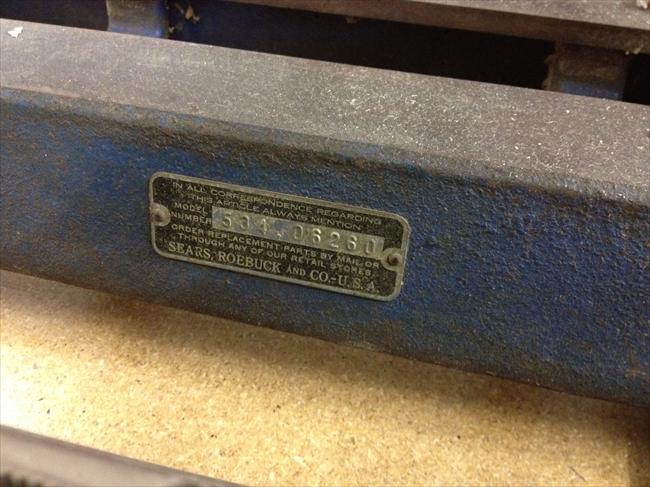 IN ALL CORRESPONDENCE REGARDING
THIS ARTICLE ALWAYS MENTION
MODEL
NUMBER 534.06260
ORDER REPLACEMENT PARTS BY MAIL OR
THROUGH ANY OF OUR RETAIL STORES.
SEARS, ROEBUCK AND CO.-U.S.A.